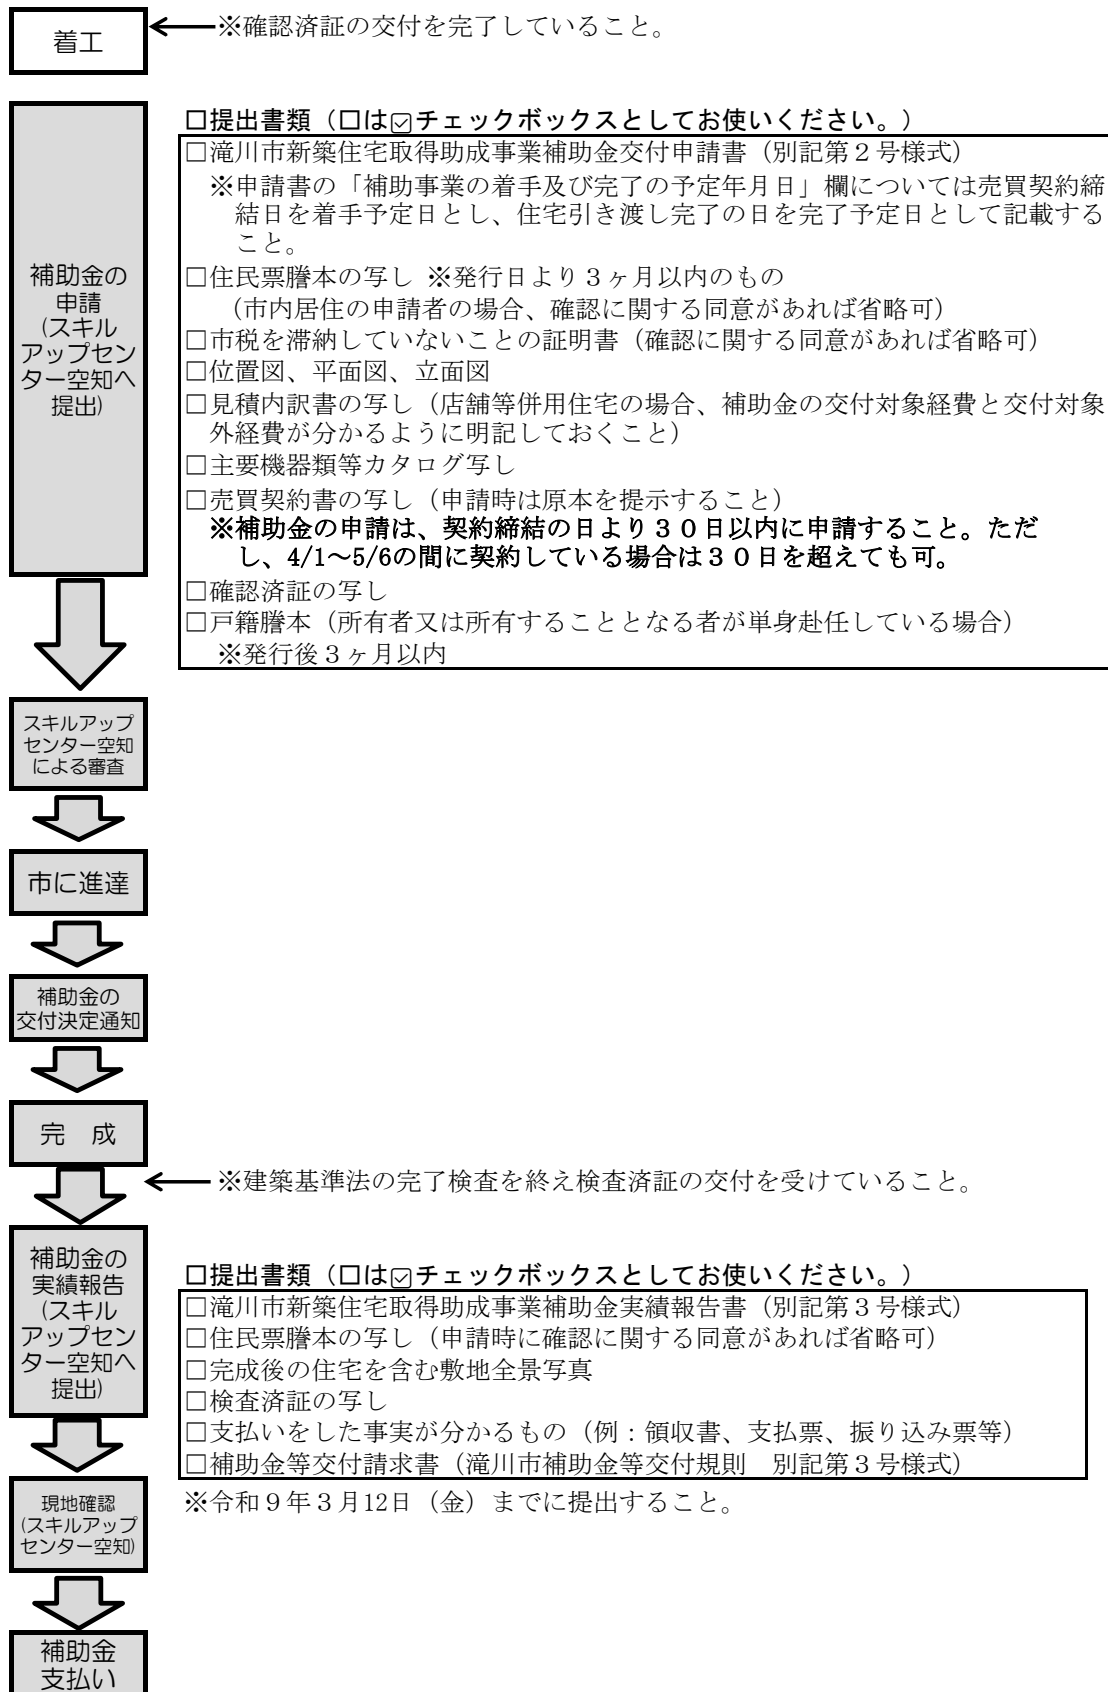 着工
※確認済証の交付を完了していること。
補助金の
申請
(スキル
アップセン
ター空知へ
提出)
□提出書類（□は☑チェックボックスとしてお使いください。）
□滝川市新築住宅取得助成事業補助金交付申請書（別記第２号様式）
※申請書の「補助事業の着手及び完了の予定年月日」欄については売買契約締
結日を着手予定日とし、住宅引き渡し完了の日を完了予定日として記載する
こと。
□住民票謄本の写し ※発行日より３ヶ月以内のもの
（市内居住の申請者の場合、確認に関する同意があれば省略可）
□市税を滞納していないことの証明書（確認に関する同意があれば省略可）
□位置図、平面図、立面図
□見積内訳書の写し（店舗等併用住宅の場合、補助金の交付対象経費と交付対象
外経費が分かるように明記しておくこと）
□主要機器類等カタログ写し
□売買契約書の写し（申請時は原本を提示すること）
※補助金の申請は、契約締結の日より３０日以内に申請すること。ただ
し、4/1～5/6の間に契約している場合は３０日を超えても可。
□確認済証の写し
□戸籍謄本（所有者又は所有することとなる者が単身赴任している場合）
※発行後３ヶ月以内
スキルアップ
センター空知
による審査
市に進達
補助金の
交付決定通知
完　成
※建築基準法の完了検査を終え検査済証の交付を受けていること。
補助金の
実績報告
(スキル
アップセン
ター空知へ
提出)
□提出書類（□は☑チェックボックスとしてお使いください。）
□滝川市新築住宅取得助成事業補助金実績報告書（別記第３号様式）
□住民票謄本の写し（申請時に確認に関する同意があれば省略可）
□完成後の住宅を含む敷地全景写真
□検査済証の写し
□支払いをした事実が分かるもの（例：領収書、支払票、振り込み票等）
□補助金等交付請求書（滝川市補助金等交付規則　別記第３号様式）
※令和９年３月12日（金）までに提出すること。
現地確認
(スキルアップ
センター空知)
補助金
支払い